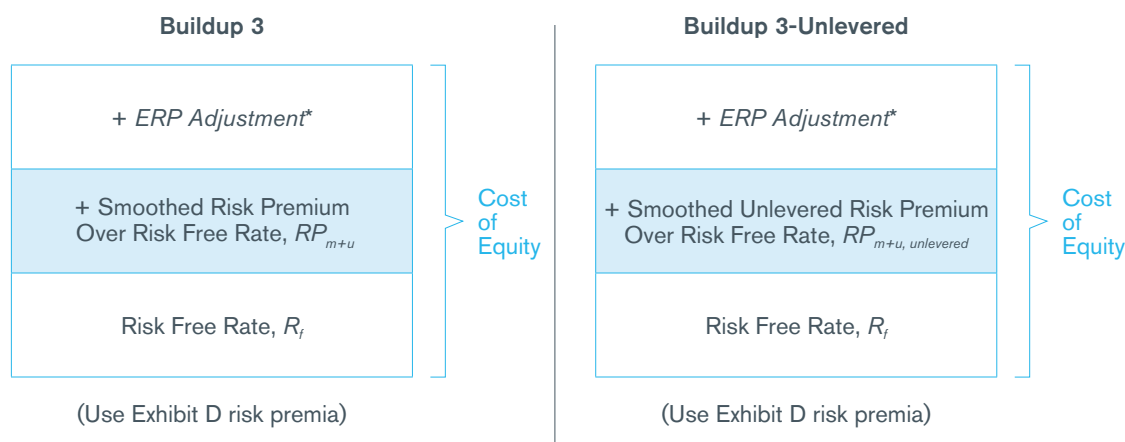 Buildup 3
+ ERP Adjustment*
+ Smoothed Risk Premium
Over Risk Free Rate, RPm+u
Risk Free Rate, Rf
Cost
of
Equity
(Use Exhibit D risk premia)
Buildup 3-Unlevered
+ ERP Adjustment*
+ Smoothed Unlevered Risk Premium
Over Risk Free Rate, RPm+u, unlevered
Risk Free Rate, Rf
Cost
of
Equity
(Use Exhibit D risk premia)